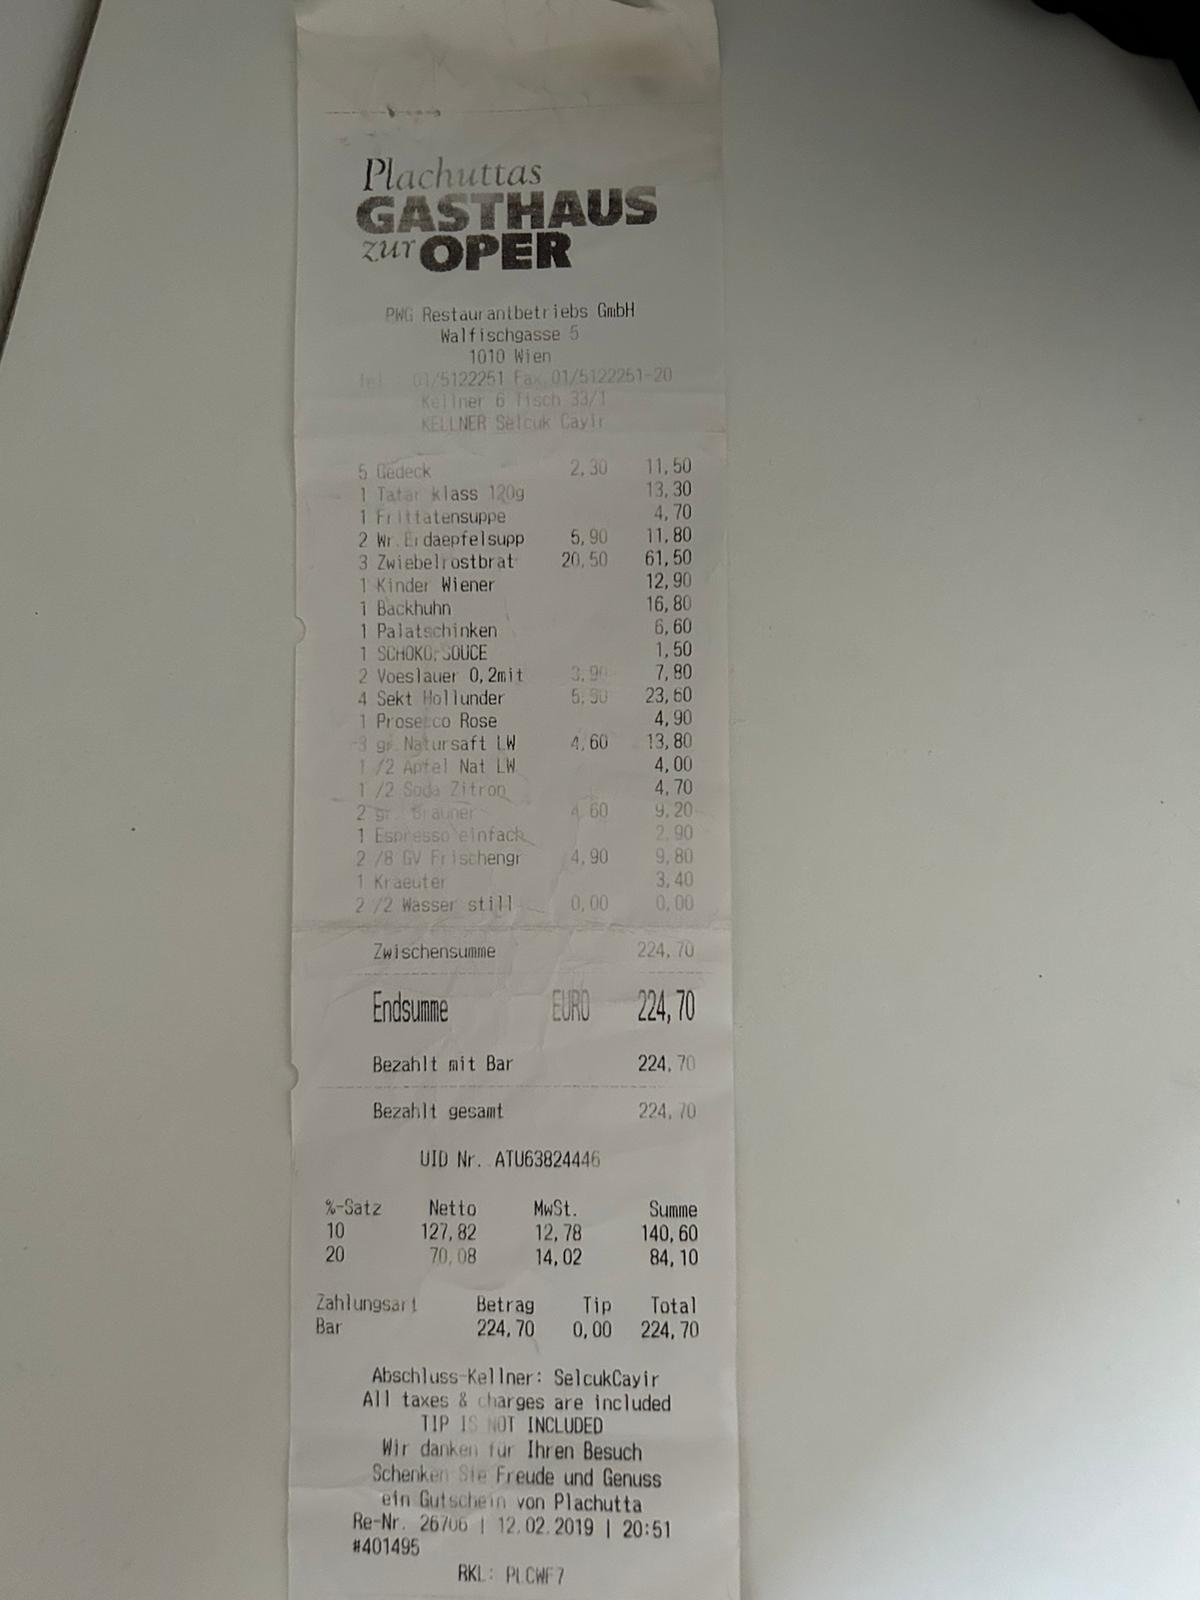 Plachuttas
GASTHAUS
zur OPER
PWG Restaurantbetriebs GmbH
Walfischgasse 5
1010 Wien
Tel.: 01/5122251 Fax.01/5122251-20
Kellner 6 Tisch 33/1
KELLNER Selcuk Cayir
5 Gedeck 2,30 11,50
1 Tatar klass 120g 13,30
1 Frittatensuppe 4,70
2 Wr.Erdaepfelsupp 5,90 11,80
3 Zwiebelrostbrat 20,50 61,50
1 Kinder Wiener 12,90
1 Backhuhn 16,80
1 Palatschinken 6,60
1 SCHOKO-SOUCE 1,50
2 Voeslauer 0,2mit 3,90 7,80
4 Sekt Hollunder 5,90 23,60
1 Prosecco Rose 4,90
3 gr. Natursaft LW 4,60 13,80
1 /2 Apfel Nat LW 4,00
1 /2 Soda Zitron 4,70
2 gr. Brauner 4,60 9,20
1 Espresso einfach 2,90
2 /8 GV Frischengr 4,90 9,80
1 Kraeuter 3,40
2 /2 Wasser still 0,00 0,00
Zwischensumme 224,70
Endsumme EURO 224,70
Bezahlt mit Bar 224,70
Bezahlt gesamt 224,70
UID Nr. ATU63824446
%-Satz Netto MwSt. Summe
10 127,82 12,78 140,60
20 70,08 14,02 84,10
Zahlungsart Betrag Tip Total
Bar 224,70 0,00 224,70
Abschluss-Kellner: SelcukCayir
All taxes & charges are included
TIP IS NOT INCLUDED
Wir danken für Ihren Besuch
Schenken Sie Freude und Genuss
ein Gutschein von Plachutta
Re-Nr. 26706 | 12.02.2019 | 20:51
#401495
RKL: PLCWF7